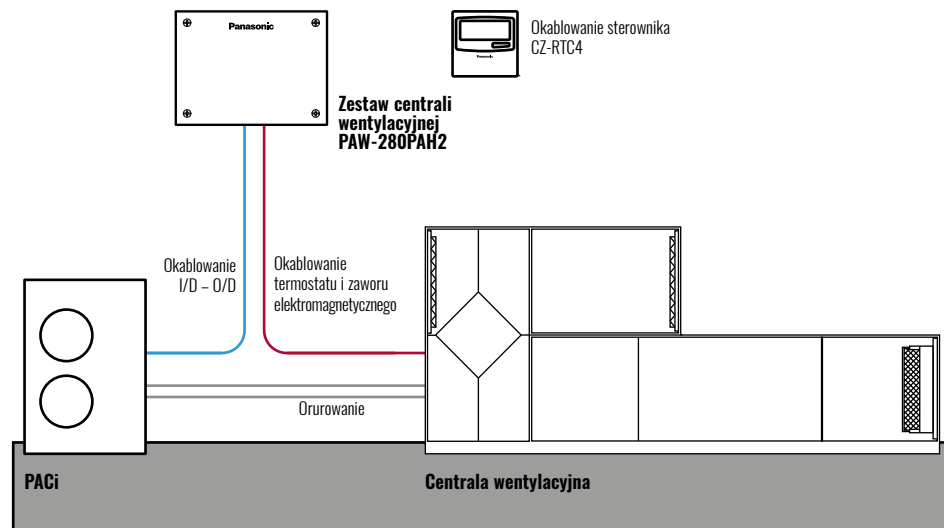 Panasonic
Okablowanie sterownika
CZ-RTC4
Panasonic
Zestaw centrali
wentylacyjnej
PAW-280PAH2
Okablowanie
I/D – O/D
Okablowanie
termostatu i zaworu
elektromagnetycznego
Orurowanie
PACi
Centrala wentylacyjna